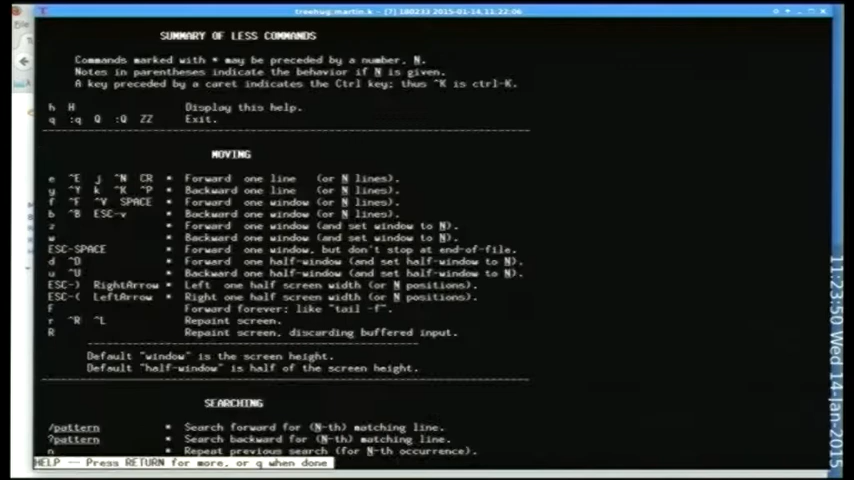 treehug:martin.k - [7] 180233 2015-01-14,11:22:06
SUMMARY OF LESS COMMANDS
Commands marked with * may be preceded by a number, N.
Notes in parentheses indicate the behavior if N is given.
A key preceded by a caret indicates the Ctrl key; thus ^K is ctrl-K.
h H Display this help.
q :q Q :Q ZZ Exit.
MOVING
e ^E j ^N CR * Forward one line (or N lines).
y ^Y k ^K ^P * Backward one line (or N lines).
f ^F ^V SPACE * Forward one window (or N lines).
b ^B ESC-v * Backward one window (or N lines).
z * Forward one window (and set window to N).
w * Backward one window (and set window to N).
ESC-SPACE * Forward one window, but don't stop at end-of-file.
d ^D * Forward one half-window (and set half-window to N).
u ^U * Backward one half-window (and set half-window to N).
ESC-) RightArrow * Left one half screen width (or N positions).
ESC-( LeftArrow * Right one half screen width (or N positions).
F Forward forever; like "tail -f".
r ^R ^L Repaint screen.
R Repaint screen, discarding buffered input.
Default "window" is the screen height.
Default "half-window" is half of the screen height.
SEARCHING
/pattern * Search forward for (N-th) matching line.
?pattern * Search backward for (N-th) matching line.
n * Repeat previous search (for N-th occurrence).
HELP -- Press RETURN for more, or q when done
11:23:50 Wed 14-Jan-2015